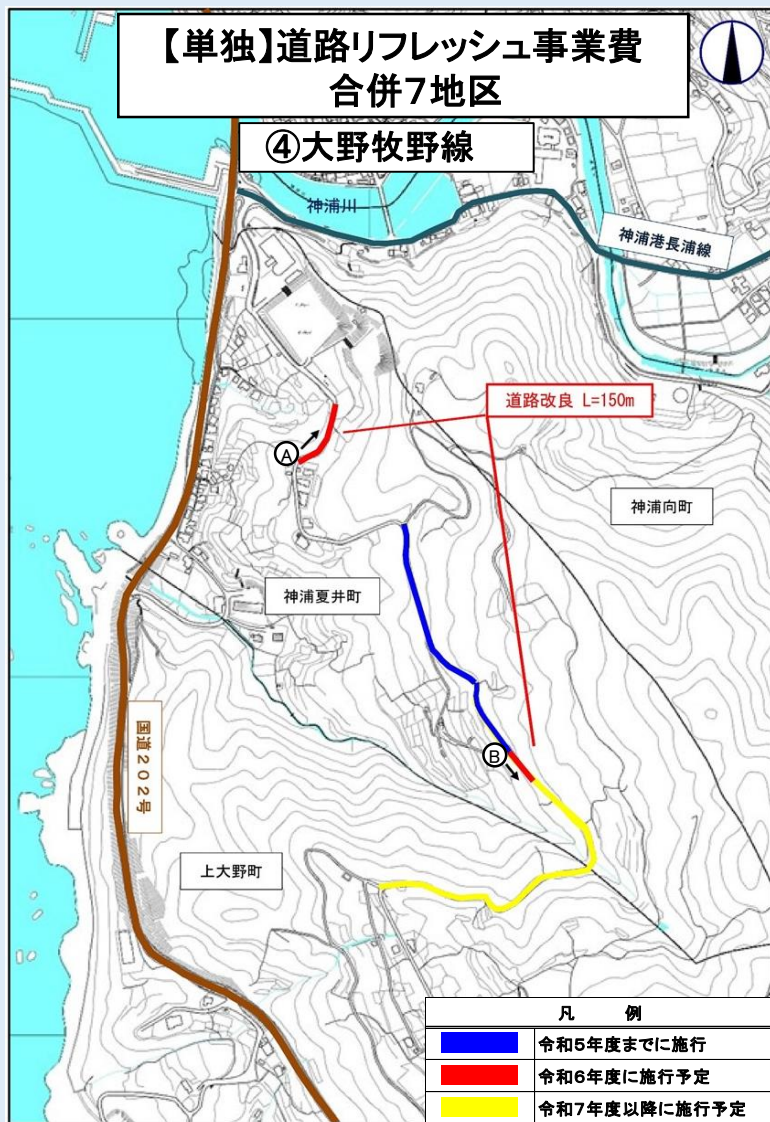 【単独】道路リフレッシュ事業費
合併7地区
④大野牧野線
神浦川
神浦港長浦線
道路改良 L=150m
A
神浦向町
神浦夏井町
国道202号
B
上大野町
凡 例
令和5年度までに施行
令和6年度に施行予定
令和7年度以降に施行予定